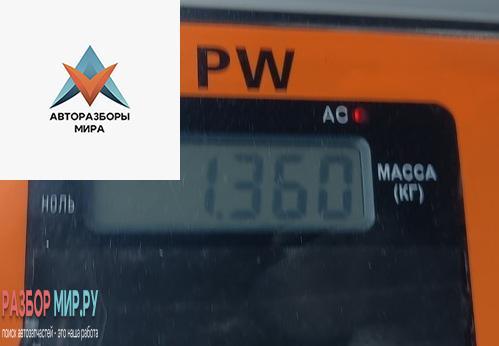 АВТОРАЗБОРЫ
МИРА
PW
AC
1.360
МАССА
(КГ)
НОЛЬ
РАЗБОР МИР.РУ
поиск автозапчастей - это наша работа